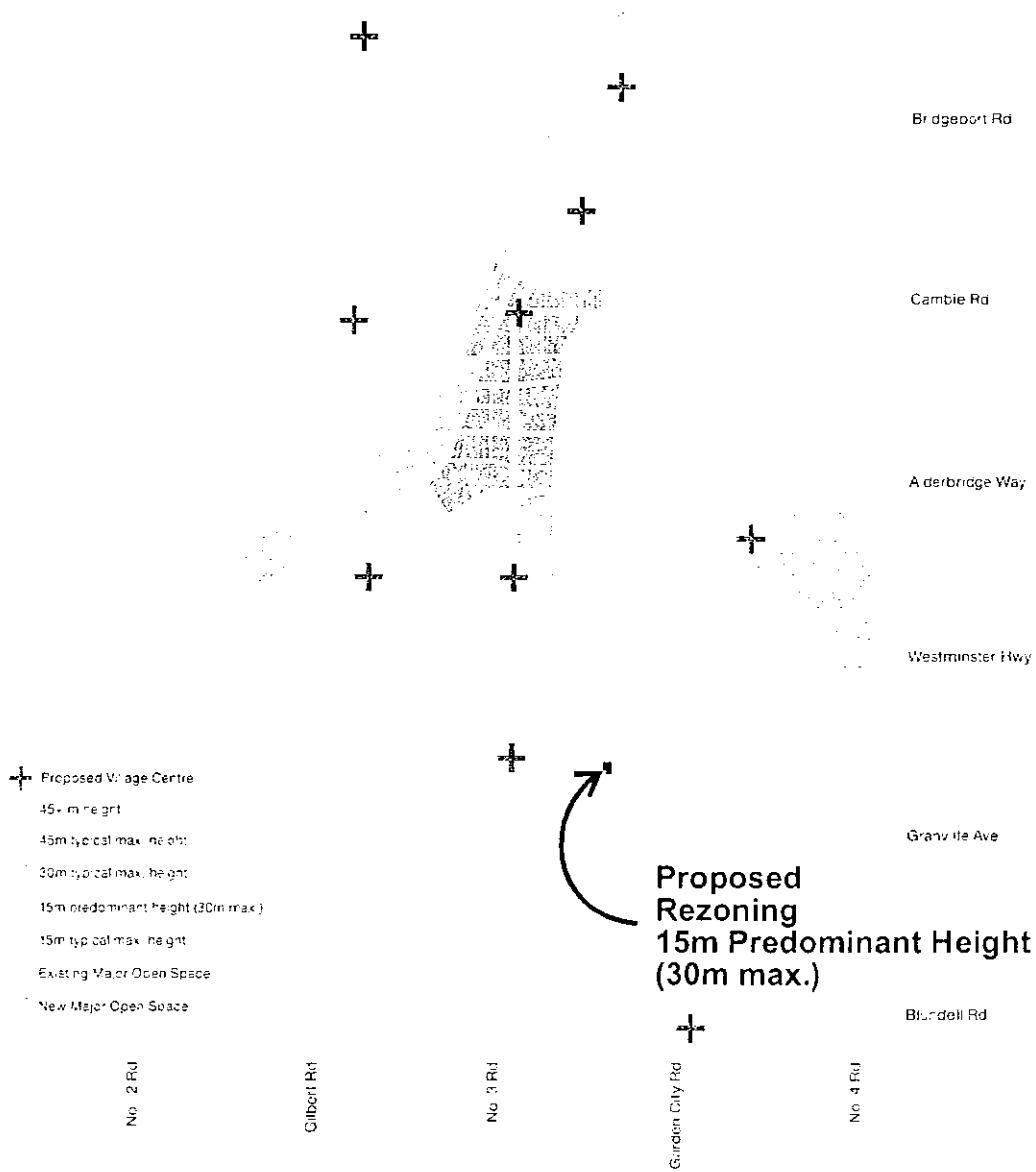 Bridgeport Rd
Cambie Rd
Alderbridge Way
Westminster Hwy
Proposed Village Centre
45+ m height
45m typical max. height
30m typical max. height
15m predominant height (30m max.)
15m typical max. height
Existing Major Open Space
New Major Open Space
Granville Ave
Proposed
Rezoning
15m Predominant Height
(30m max.)
Blundell Rd
No. 2 Rd
Gilbert Rd
No. 3 Rd
Garden City Rd
No. 4 Rd